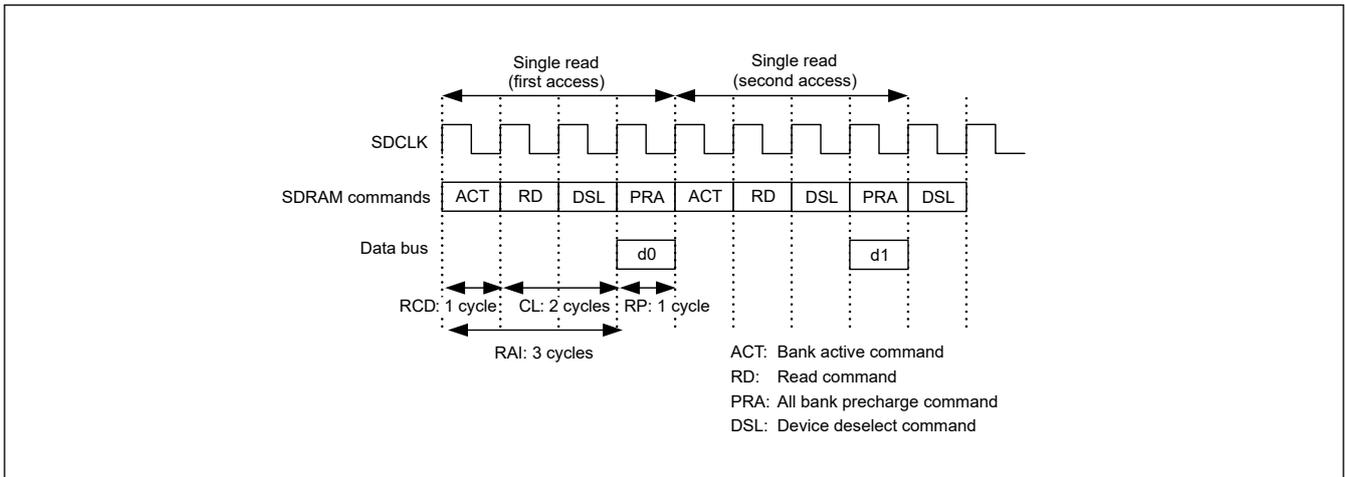 Single read
(first access)
Single read
(second access)
SDCLK
SDRAM commands
ACT RD DSL PRA ACT RD DSL PRA DSL
Data bus
d0 d1
RCD: 1 cycle CL: 2 cycles RP: 1 cycle
RAI: 3 cycles
ACT: Bank active command
RD: Read command
PRA: All bank precharge command
DSL: Device deselect command